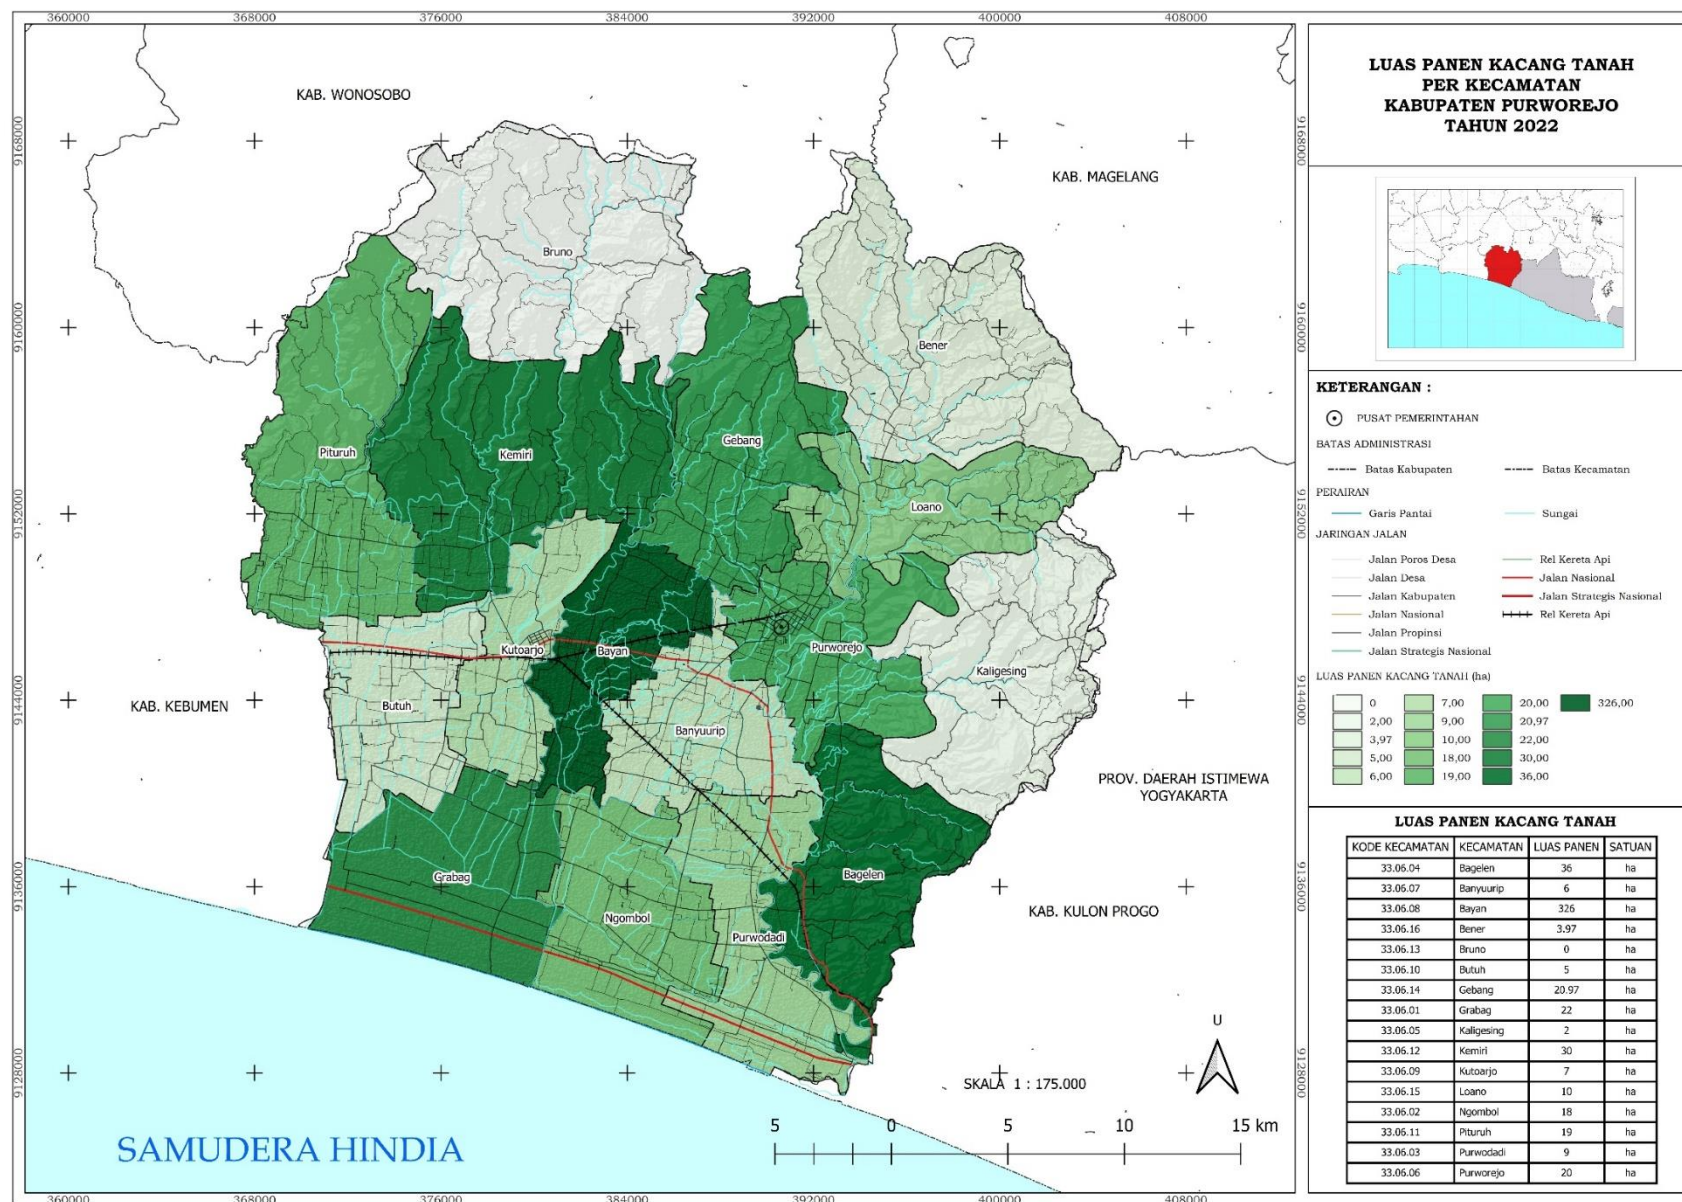 360000 368000 376000 384000 392000 400000 408000
9168000
9160000
9152000
9144000
9136000
9128000
KAB. WONOSOBO
KAB. MAGELANG
Bruno
Bener
Gebang
Pituruh
Kemiri
Loano
Kutoarjo
Bayan
Purworejo
Kaligesing
KAB. KEBUMEN
Butuh
Banyuurip
PROV. DAERAH ISTIMEWA
YOGYAKARTA
Grabag
Bagelen
KAB. KULON PROGO
Ngombol
Purwodadi
U
SKALA 1 : 175.000
5 0 5 10 15 km
SAMUDERA HINDIA
9168000
9160000
9152000
9144000
9136000
9128000
360000 368000 376000 384000 392000 400000 408000
LUAS PANEN KACANG TANAH
PER KECAMATAN
KABUPATEN PURWOREJO
TAHUN 2022
KETERANGAN :
PUSAT PEMERINTAHAN
BATAS ADMINISTRASI
Batas Kabupaten Batas Kecamatan
PERAIRAN
Garis Pantai Sungai
JARINGAN JALAN
Jalan Poros Desa Rel Kereta Api
Jalan Desa Jalan Nasional
Jalan Kabupaten Jalan Strategis Nasional
Jalan Nasional Rel Kereta Api
Jalan Propinsi
Jalan Strategis Nasional
LUAS PANEN KACANG TANAH (ha)
0 7,00 20,00 326,00
2,00 9,00 20,97
3,97 10,00 22,00
5,00 18,00 30,00
6,00 19,00 36,00
LUAS PANEN KACANG TANAH
KODE KECAMATAN KECAMATAN LUAS PANEN SATUAN
33.06.04 Bagelen 36 ha
33.06.07 Banyuurip 6 ha
33.06.08 Bayan 326 ha
33.06.16 Bener 3.97 ha
33.06.13 Bruno 0 ha
33.06.10 Butuh 5 ha
33.06.14 Gebang 20.97 ha
33.06.01 Grabag 22 ha
33.06.05 Kaligesing 2 ha
33.06.12 Kemiri 30 ha
33.06.09 Kutoarjo 7 ha
33.06.15 Loano 10 ha
33.06.02 Ngombol 18 ha
33.06.11 Pituruh 19 ha
33.06.03 Purwodadi 9 ha
33.06.06 Purworejo 20 ha